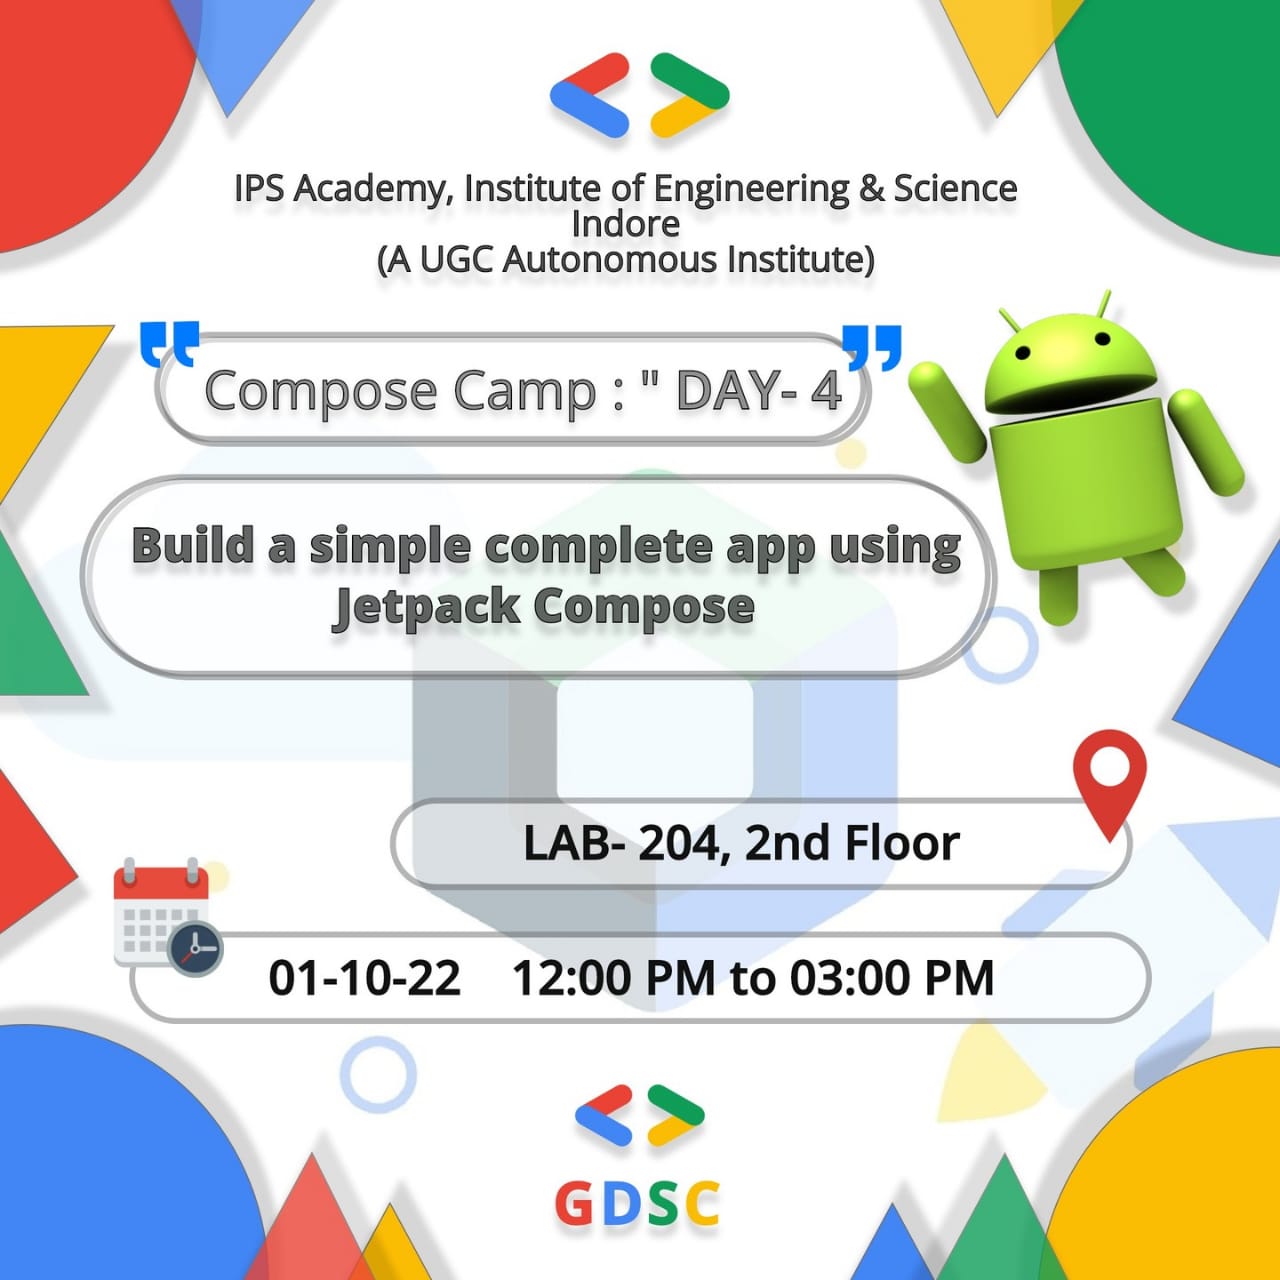 IPS Academy, Institute of Engineering & Science
Indore
(A UGC Autonomous Institute)
"Compose Camp : " DAY- 4"
Build a simple complete app using
Jetpack Compose
LAB- 204, 2nd Floor
01-10-22 12:00 PM to 03:00 PM
GDSC